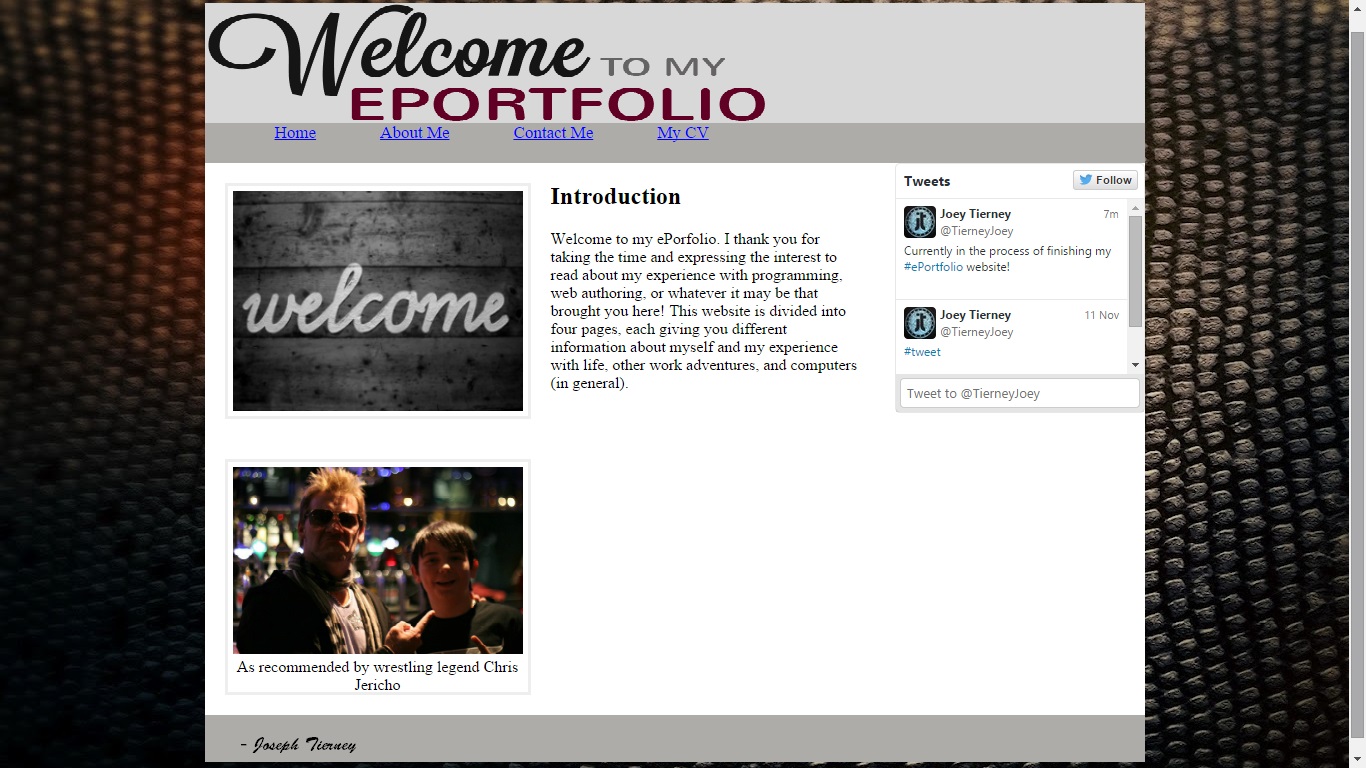 Welcome TO MY
EPORTFOLIO
Home About Me Contact Me My CV
welcome
Introduction
Welcome to my ePorfolio. I thank you for
taking the time and expressing the interest to
read about my experience with programming,
web authoring, or whatever it may be that
brought you here! This website is divided into
four pages, each giving you different
information about myself and my experience
with life, other work adventures, and computers
(in general).
Tweets Follow
Joey Tierney 7m
@TierneyJoey
Currently in the process of finishing my
#ePortfolio website!
Joey Tierney 11 Nov
@TierneyJoey
#tweet
Tweet to @TierneyJoey
As recommended by wrestling legend Chris
Jericho
- Joseph Tierney